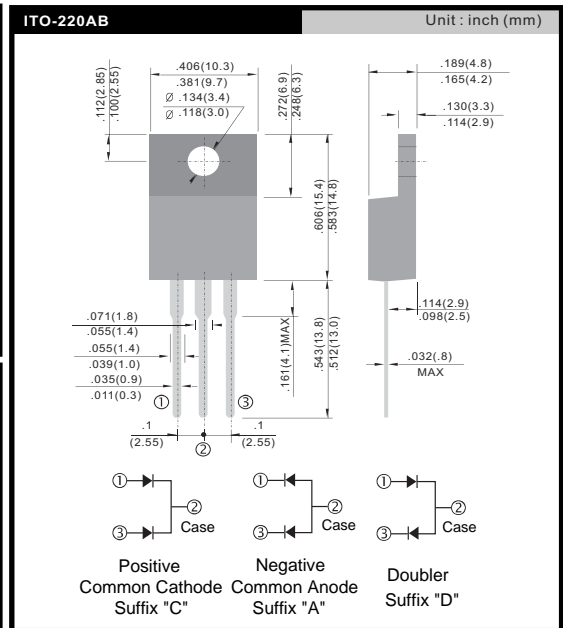 ITO-220AB
Unit : inch (mm)
.406(10.3)
.381(9.7)
Ø .134(3.4)
Ø .118(3.0)
.112(2.85)
.100(2.55)
.272(6.9)
.248(6.3)
.189(4.8)
.165(4.2)
.130(3.3)
.114(2.9)
.606(15.4)
.583(14.8)
.071(1.8)
.055(1.4)
.055(1.4)
.039(1.0)
.035(0.9)
.011(0.3)
.161(4.1)MAX
.543(13.8)
.512(13.0)
.114(2.9)
.098(2.5)
.032(.8)
MAX
① ③
.1
(2.55)
②
.1
(2.55)
①
②
③
Case
①
②
③
Case
①
②
③
Case
Positive
Common Cathode
Suffix "C"
Negative
Common Anode
Suffix "A"
Doubler
Suffix "D"